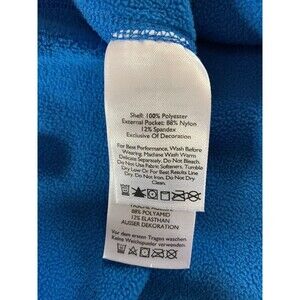 Shell: 100% Polyester
External Pocket: 88% Nylon
12% Spandex
Exclusive Of Decoration
For Best Performance, Wash Before
Wearing, Machine Wash Warm
Delicate Separately. Do Not Bleach.
Do Not Use Fabric Softeners. Tumble
Dry Low Or For Best Results Line
Dry. Do Not Iron. Do Not Dry
Clean.
88% POLYAMID
12% ELASTHAN
AUSSER DEKORATION
Vor dem ersten Tragen waschen
Keine Weichspuler verwenden